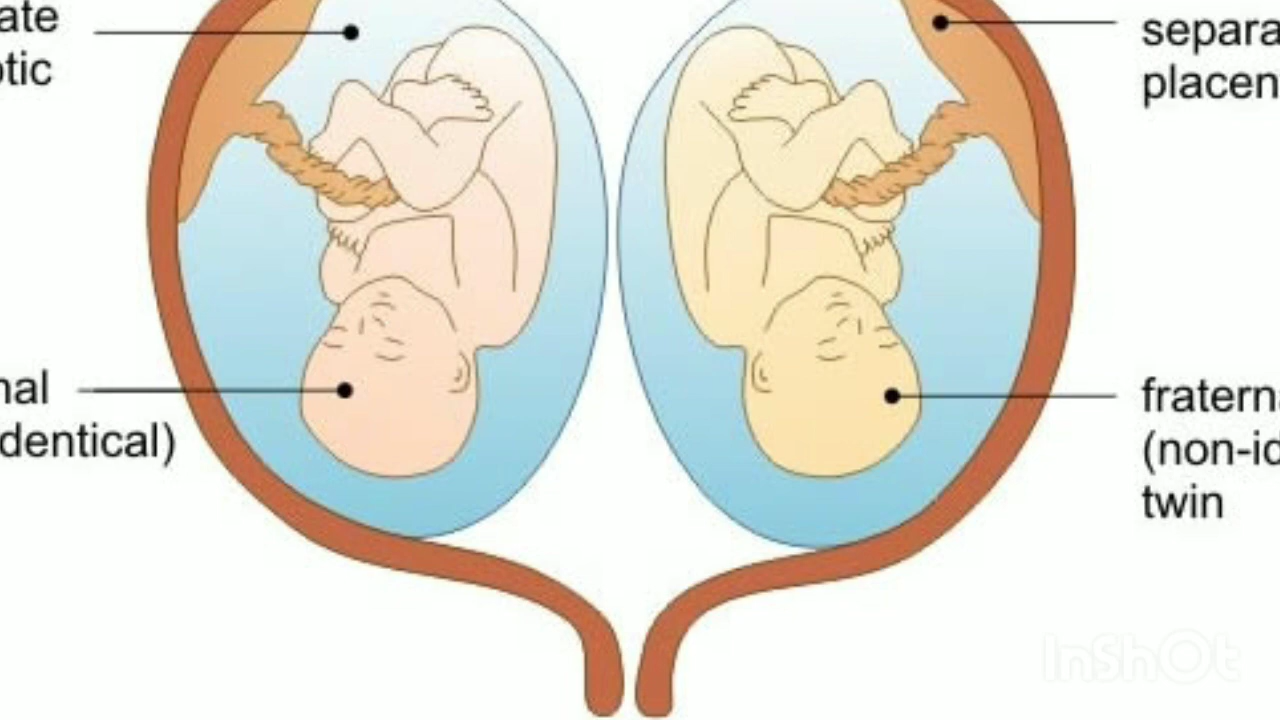 ate
otic
separa
placen
nal
dentical)
fraterna
(non-id
twin
InShOt